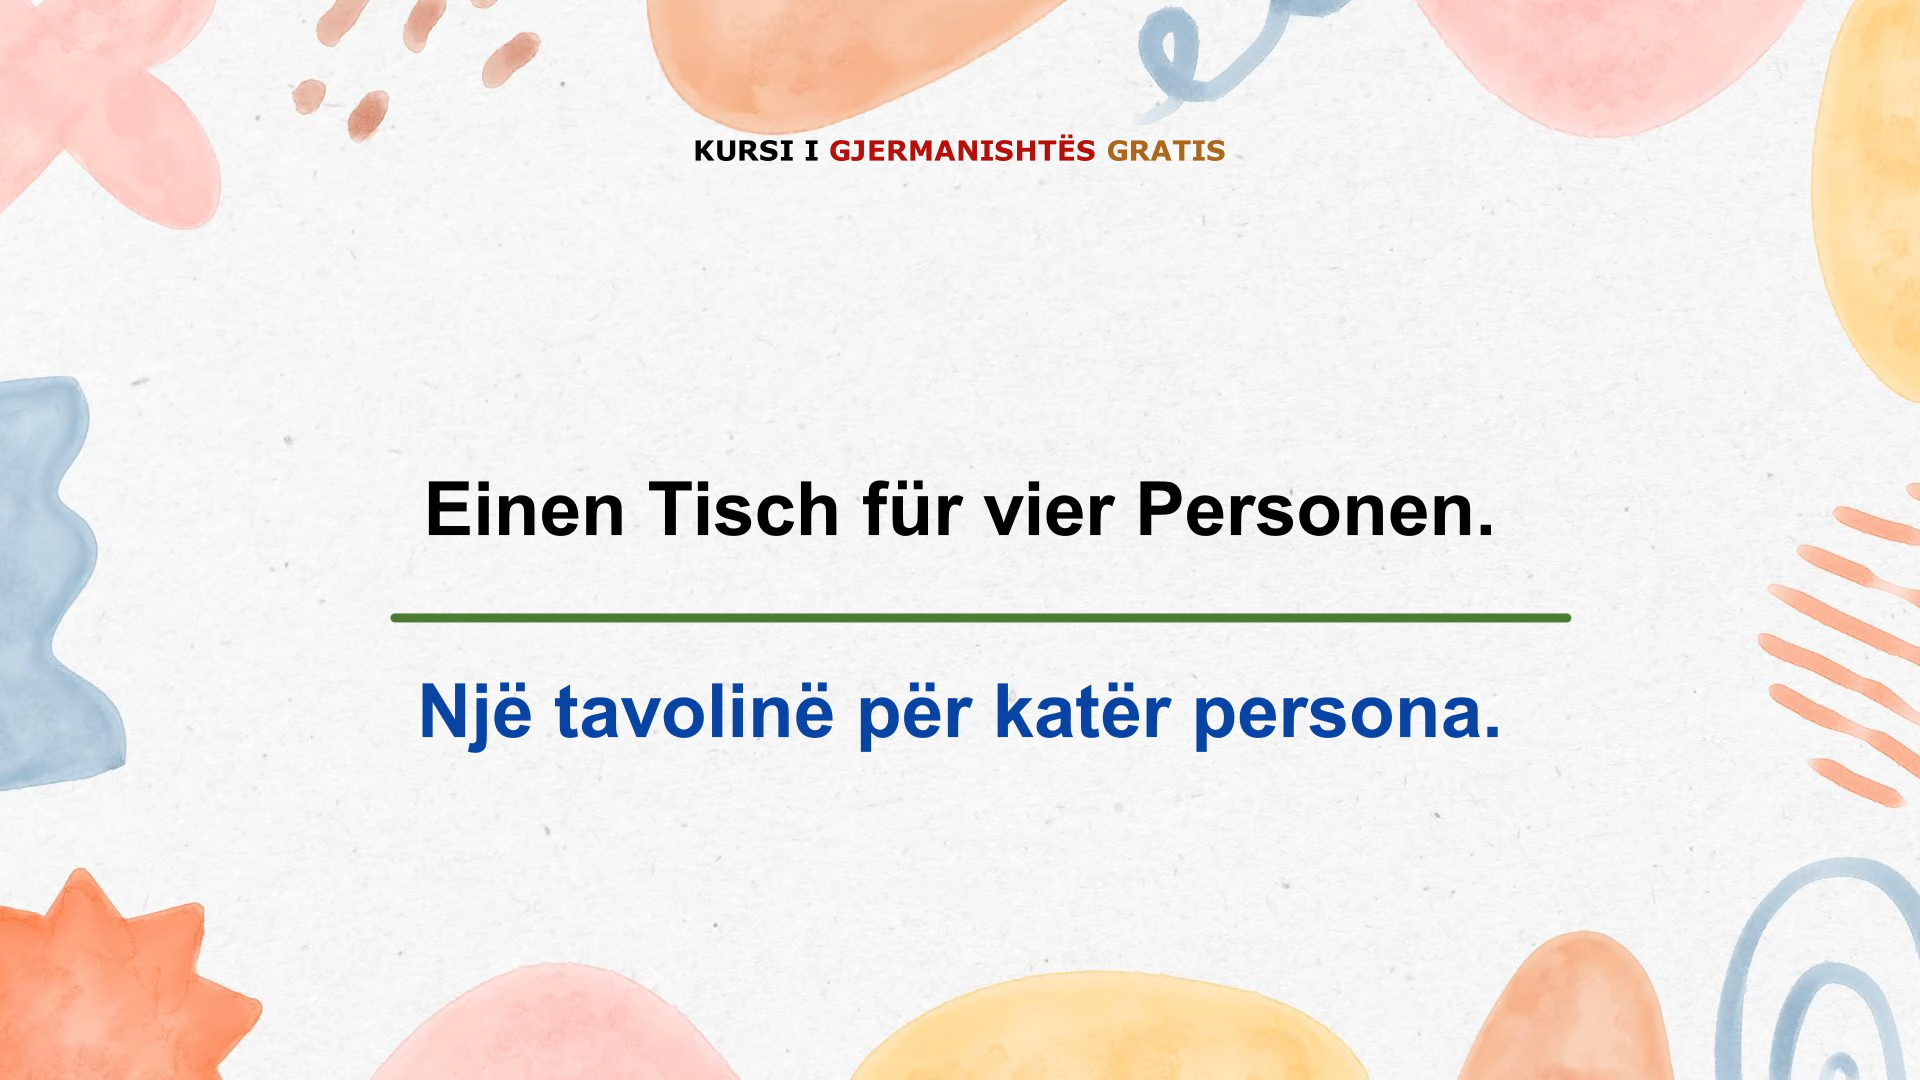 KURSI I GJERMANISHTËS GRATIS
Einen Tisch für vier Personen.
Një tavolinë për katër persona.